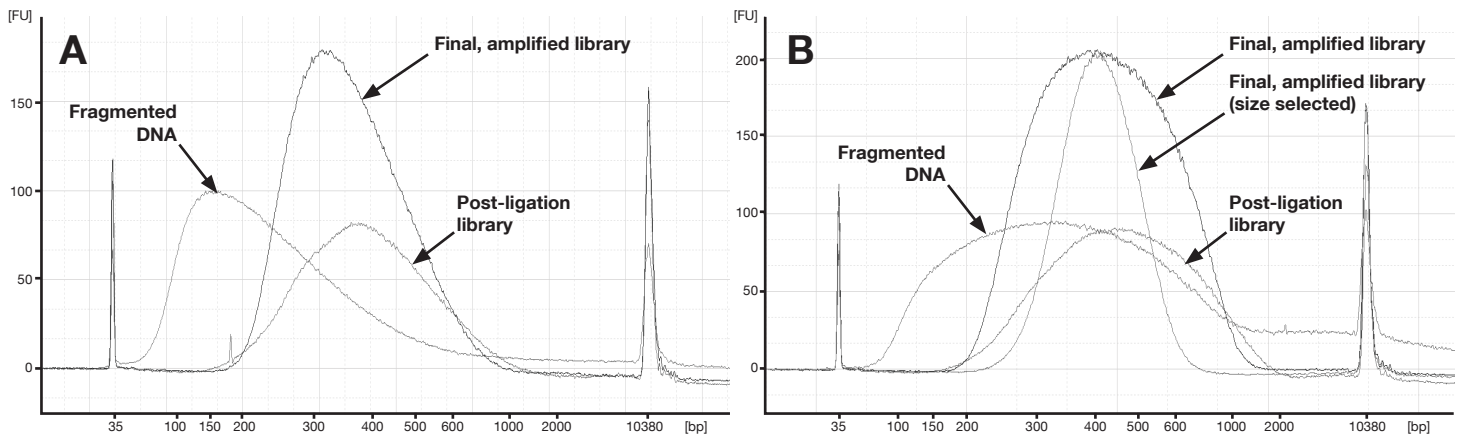 [FU]
A
Final, amplified library
Fragmented
DNA
Post-ligation
library
150
100
50
0
35 100 150 200 300 400 500 600 1000 2000 10380 [bp]
[FU]
B
Final, amplified library
Final, amplified library
(size selected)
Fragmented
DNA
Post-ligation
library
200
150
100
50
0
35 100 150 200 300 400 500 600 1000 2000 10380 [bp]